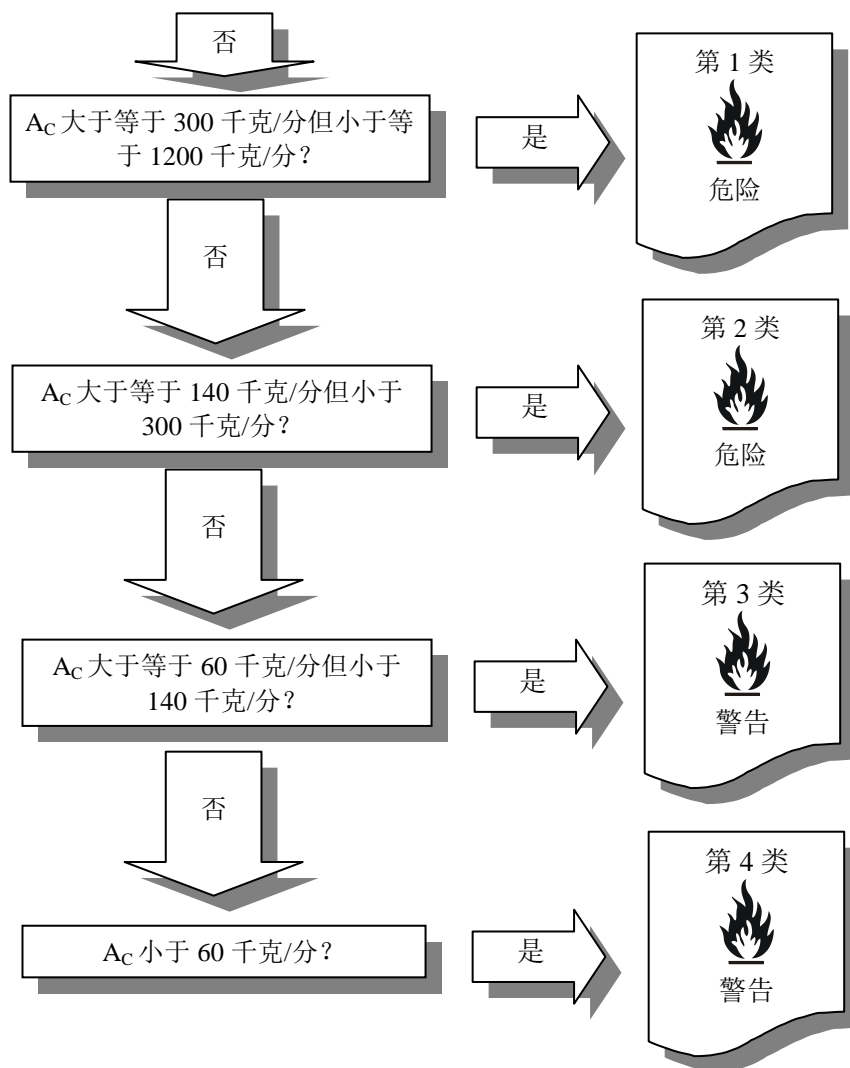 否
A_C 大于等于 300 千克/分但小于等
于 1200 千克/分?
是
第 1 类
危险
否
A_C 大于等于 140 千克/分但小于
300 千克/分?
是
第 2 类
危险
否
A_C 大于等于 60 千克/分但小于
140 千克/分?
是
第 3 类
警告
否
A_C 小于 60 千克/分?
是
第 4 类
警告